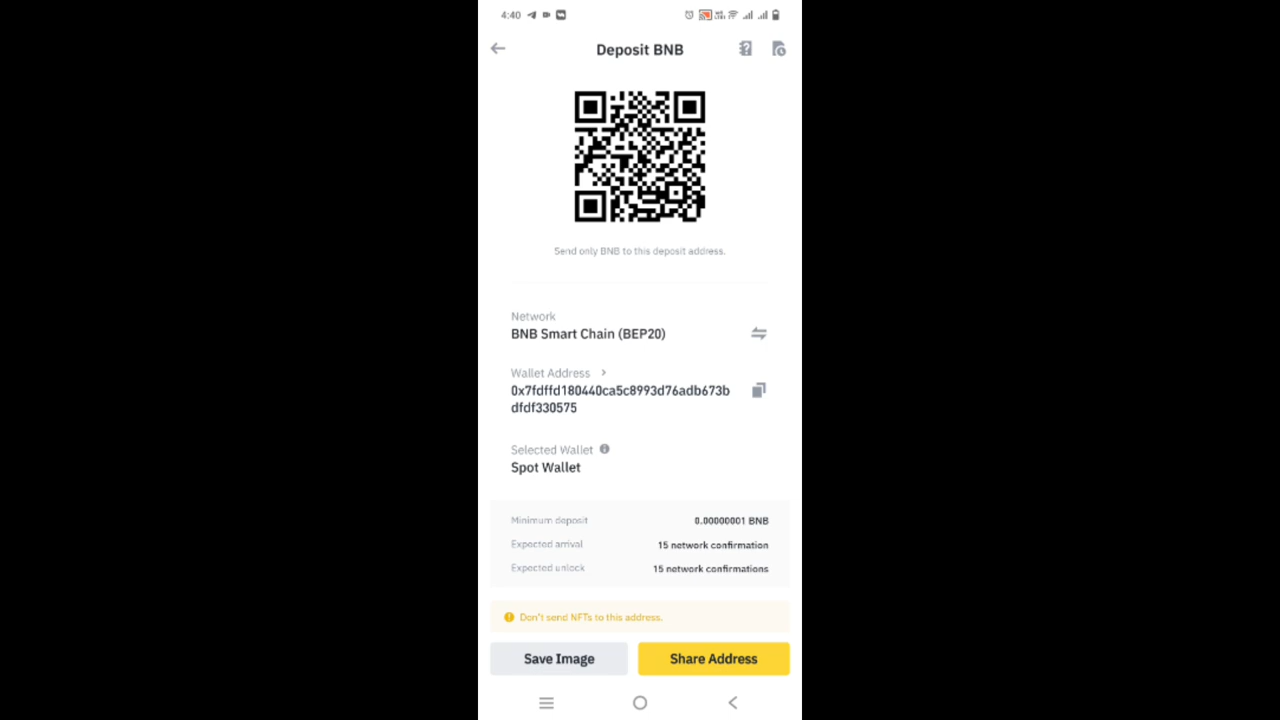 4:40
Deposit BNB
Send only BNB to this deposit address.
Network
BNB Smart Chain (BEP20)
Wallet Address
0x7fdffd180440ca5c8993d76adb673b
dfdf330575
Selected Wallet
Spot Wallet
Minimum deposit 0.00000001 BNB
Expected arrival 15 network confirmation
Expected unlock 15 network confirmations
Don't send NFTs to this address.
Save Image Share Address